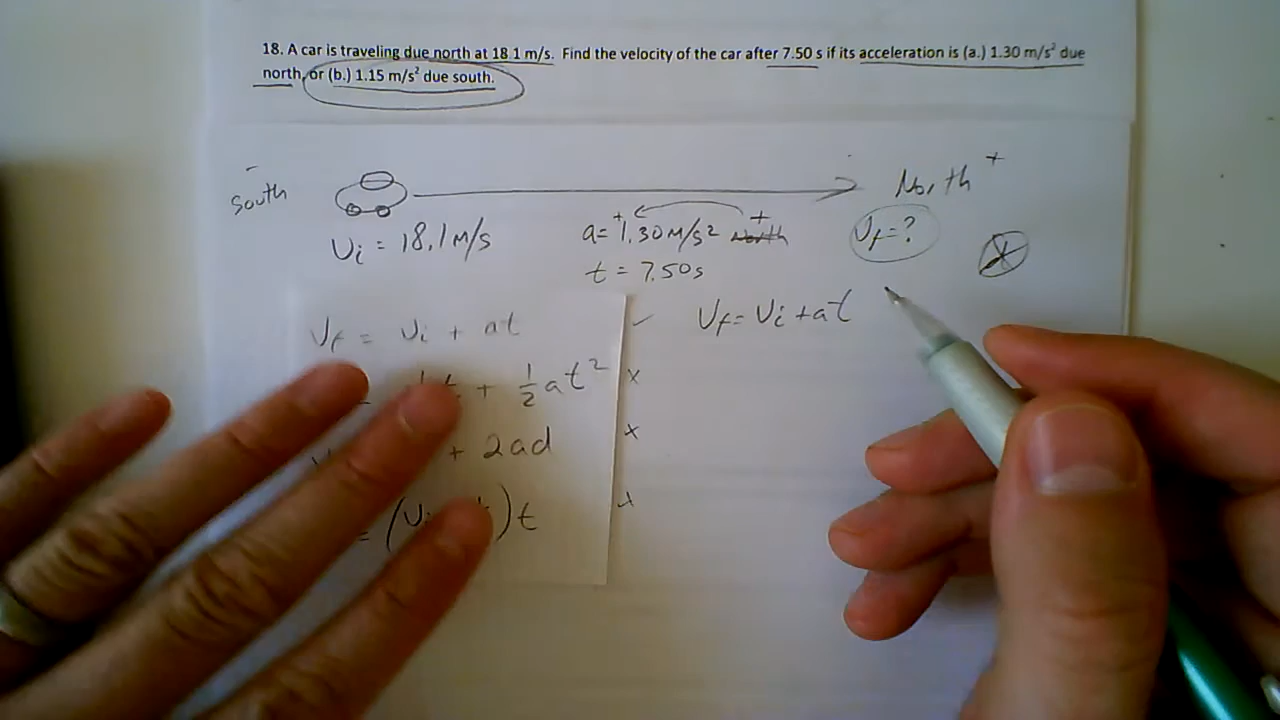 18. A car is traveling due north at 18.1 m/s. Find the velocity of the car after 7.50 s if its acceleration is (a.) 1.30 m/s² due
north, or (b.) 1.15 m/s² due south.
- +
South North
Vi = 18.1 m/s a= +1.30 m/s² + North Vf=?
t = 7.50s
Vf = Vi + at ✓ Vf = Vi + at
+ ½at² x
+ 2ad x
= (Vi )t x